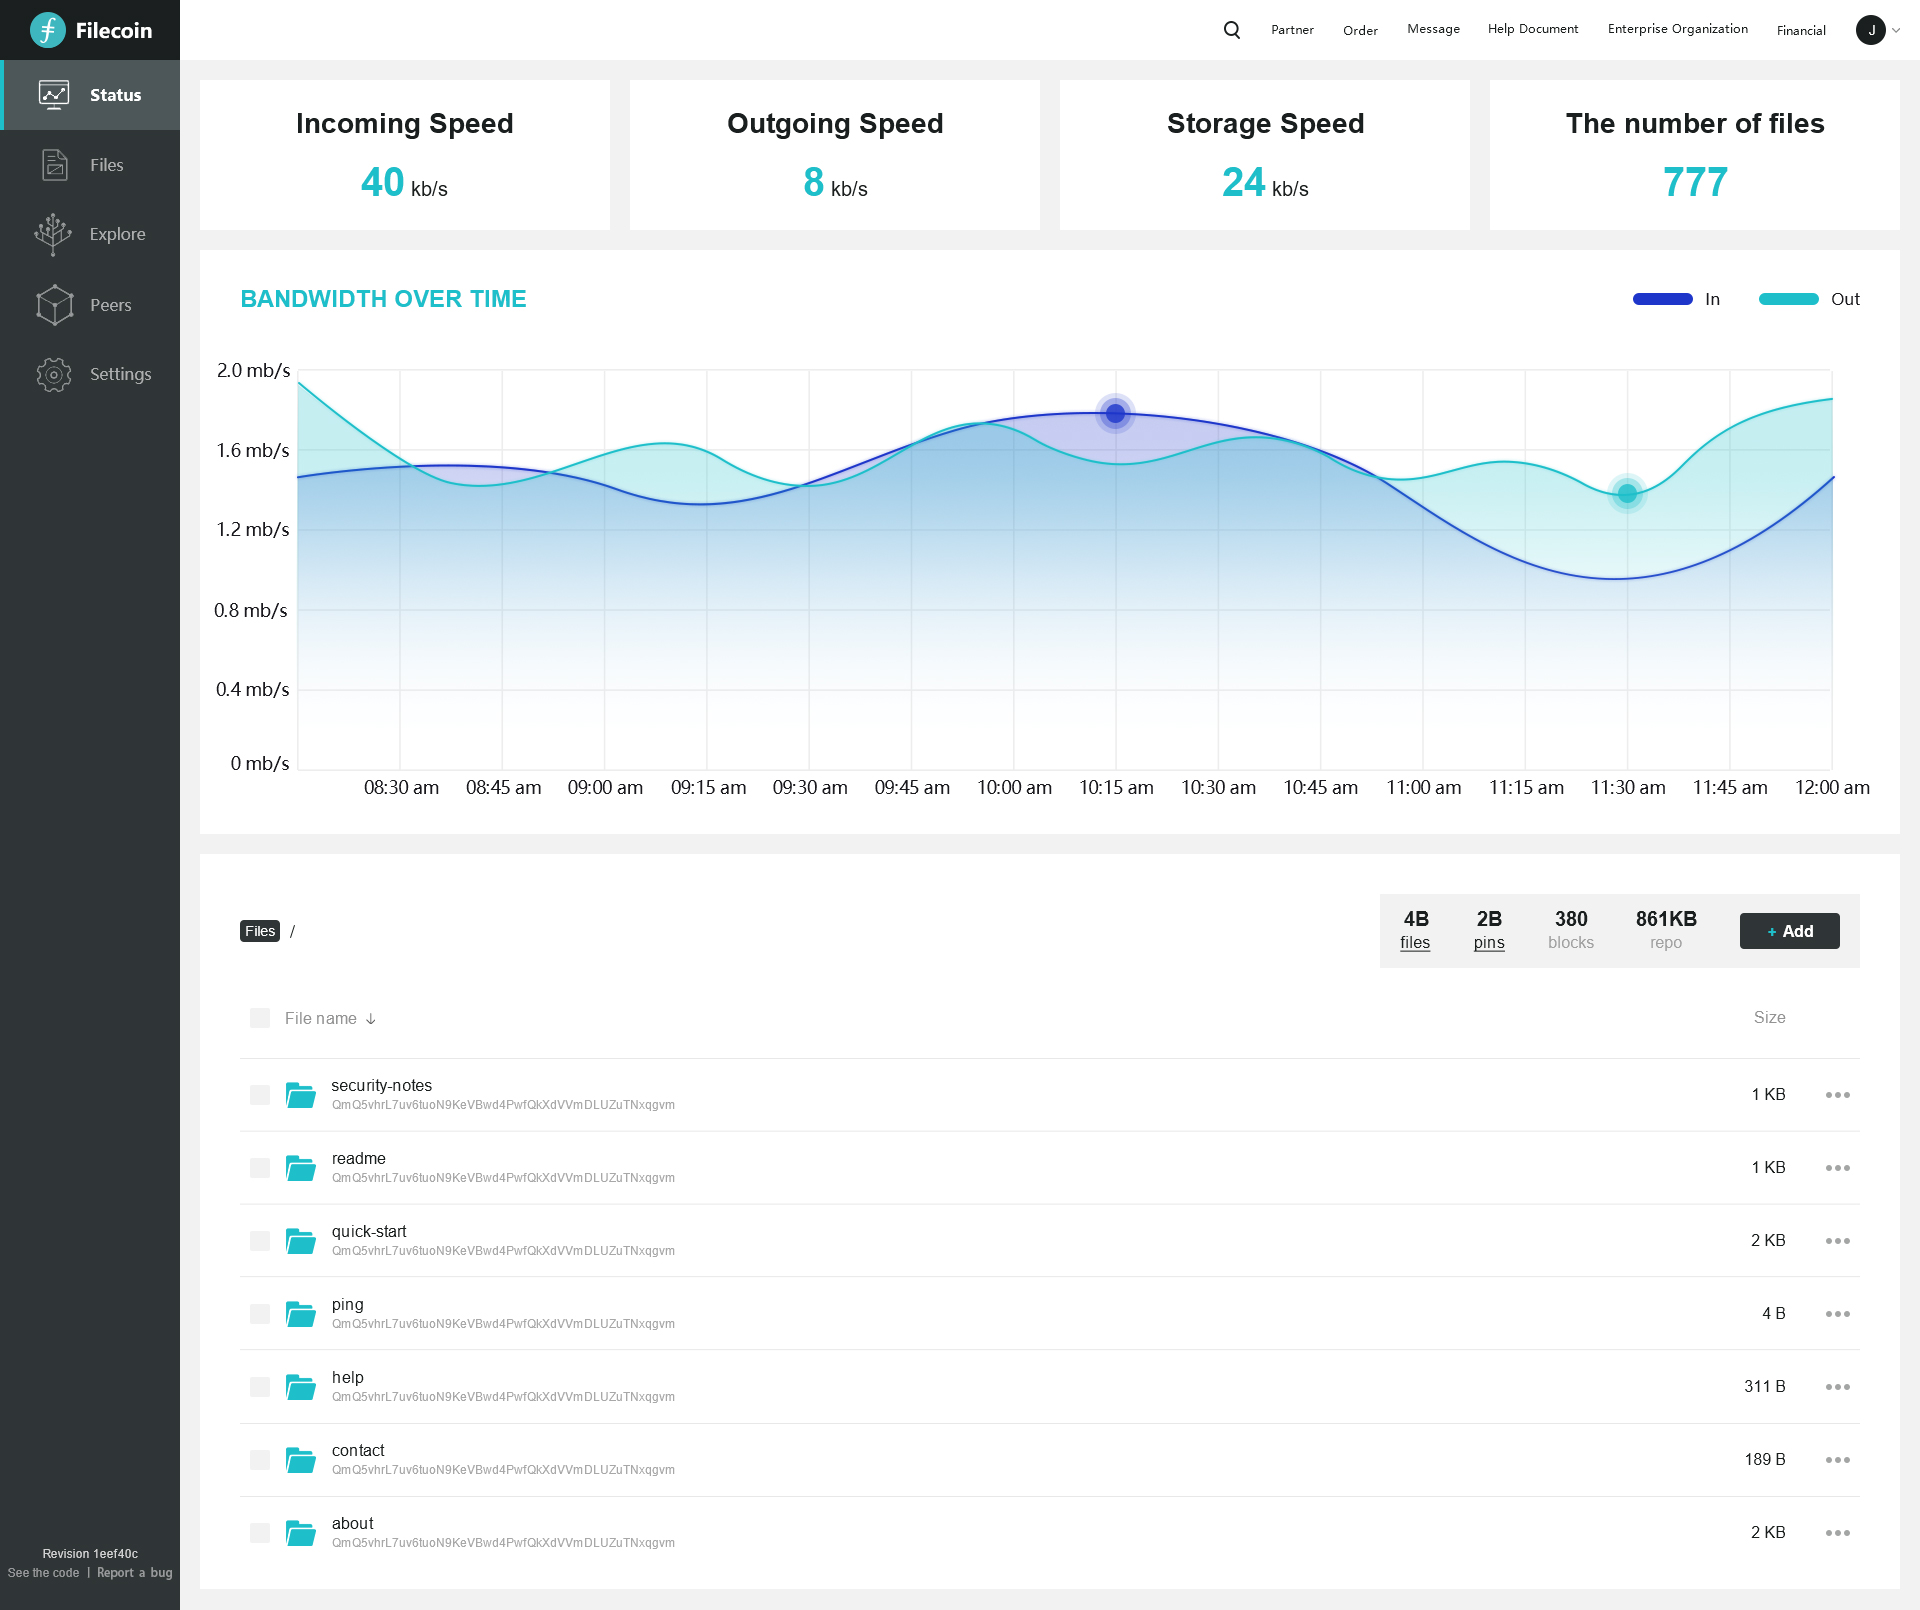 Filecoin
Partner
Order
Message
Help Document
Enterprise Organization
Financial
J
Status
Files
Explore
Peers
Settings
Revision 1eef40c
See the code | Report a bug
Incoming Speed
40 kb/s
Outgoing Speed
8 kb/s
Storage Speed
24 kb/s
The number of files
777
BANDWIDTH OVER TIME
In
Out
2.0 mb/s
1.6 mb/s
1.2 mb/s
0.8 mb/s
0.4 mb/s
0 mb/s
08:30 am 08:45 am 09:00 am 09:15 am 09:30 am 09:45 am 10:00 am 10:15 am 10:30 am 10:45 am 11:00 am 11:15 am 11:30 am 11:45 am 12:00 am
Files /
4B
files
2B
pins
380
blocks
861KB
repo
+ Add
File name ↓
Size
security-notes
QmQ5vhrL7uv6tuoN9KeVBwd4PwfQkXdVVmDLUZuTNxqgvm
1 KB
readme
QmQ5vhrL7uv6tuoN9KeVBwd4PwfQkXdVVmDLUZuTNxqgvm
1 KB
quick-start
QmQ5vhrL7uv6tuoN9KeVBwd4PwfQkXdVVmDLUZuTNxqgvm
2 KB
ping
QmQ5vhrL7uv6tuoN9KeVBwd4PwfQkXdVVmDLUZuTNxqgvm
4 B
help
QmQ5vhrL7uv6tuoN9KeVBwd4PwfQkXdVVmDLUZuTNxqgvm
311 B
contact
QmQ5vhrL7uv6tuoN9KeVBwd4PwfQkXdVVmDLUZuTNxqgvm
189 B
about
QmQ5vhrL7uv6tuoN9KeVBwd4PwfQkXdVVmDLUZuTNxqgvm
2 KB